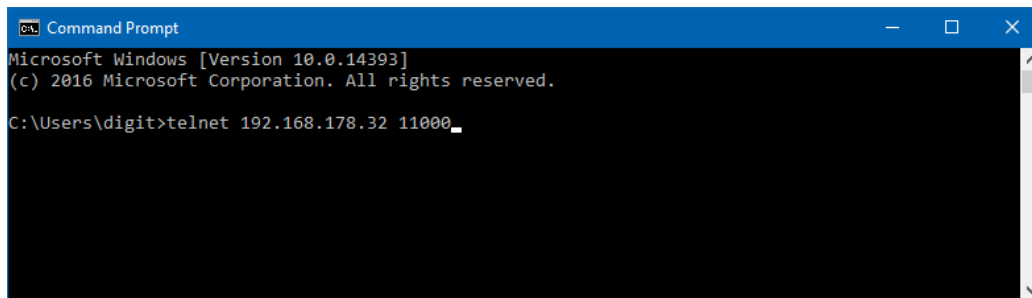 Command Prompt
Microsoft Windows [Version 10.0.14393]
(c) 2016 Microsoft Corporation. All rights reserved.
C:\Users\digit>telnet 192.168.178.32 11000